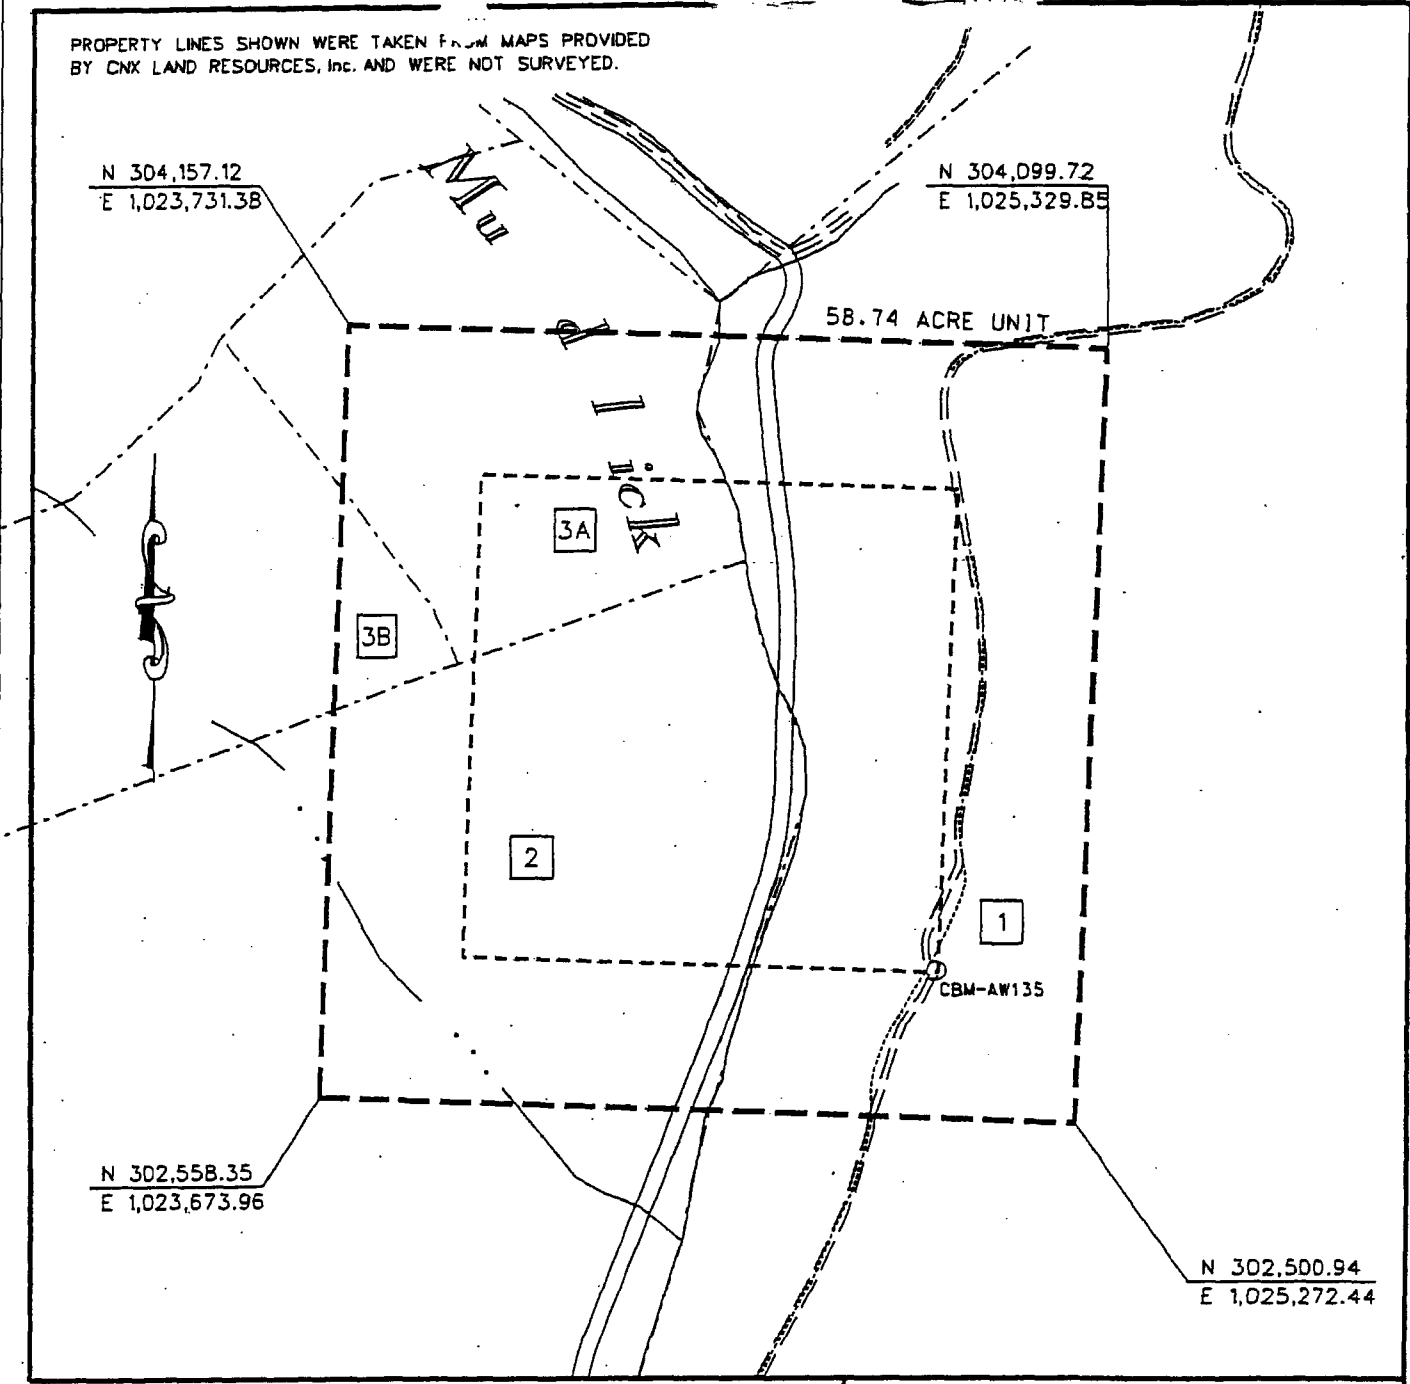 PROPERTY LINES SHOWN WERE TAKEN FROM MAPS PROVIDED
BY CNX LAND RESOURCES, Inc. AND WERE NOT SURVEYED.
N 304,157.12
E 1,023,731.38
N 304,099.72
E 1,025,329.85
58.74 ACRE UNIT
Mud lick
3A
3B
2
1
CBM-AW135
N 302,558.35
E 1,023,673.96
N 302,500.94
E 1,025,272.44